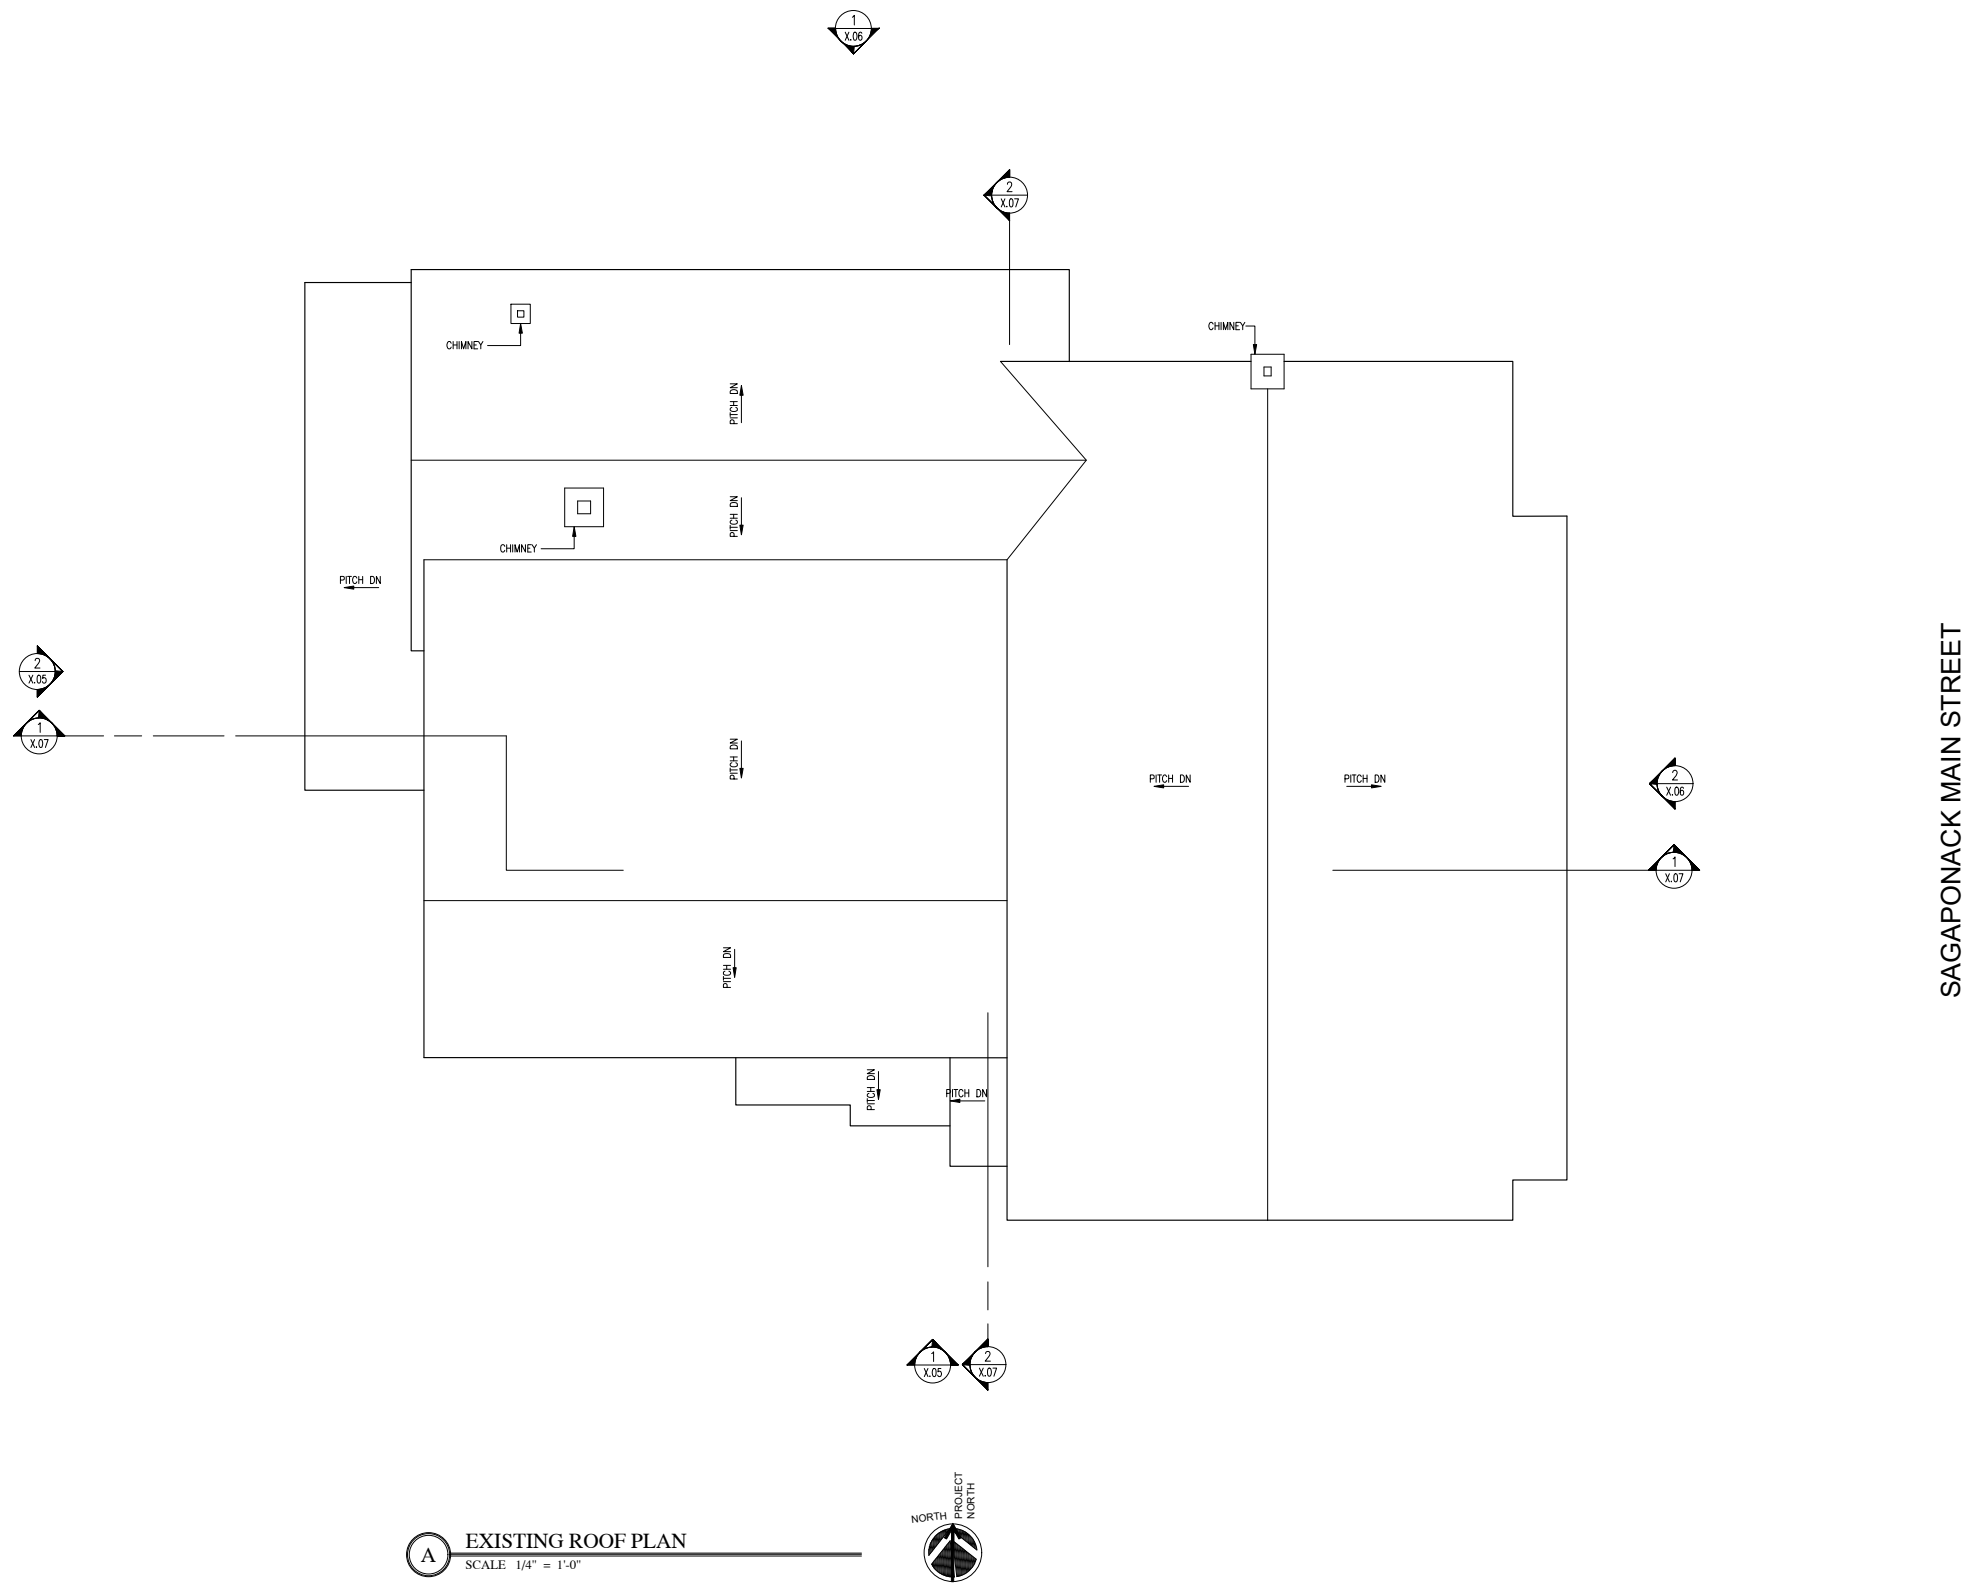 1
X.06
2
X.07
CHIMNEY
CHIMNEY
PITCH DN
PITCH DN
CHIMNEY
PITCH DN
2
X.05
1
X.07
PITCH DN
PITCH DN
PITCH DN
2
X.06
1
X.07
SAGAPONACK MAIN STREET
PITCH DN
PITCH DN
PITCH DN
1
X.05
2
X.07
NORTH
PROJECT
NORTH
A
EXISTING ROOF PLAN
SCALE 1/4" = 1'-0"